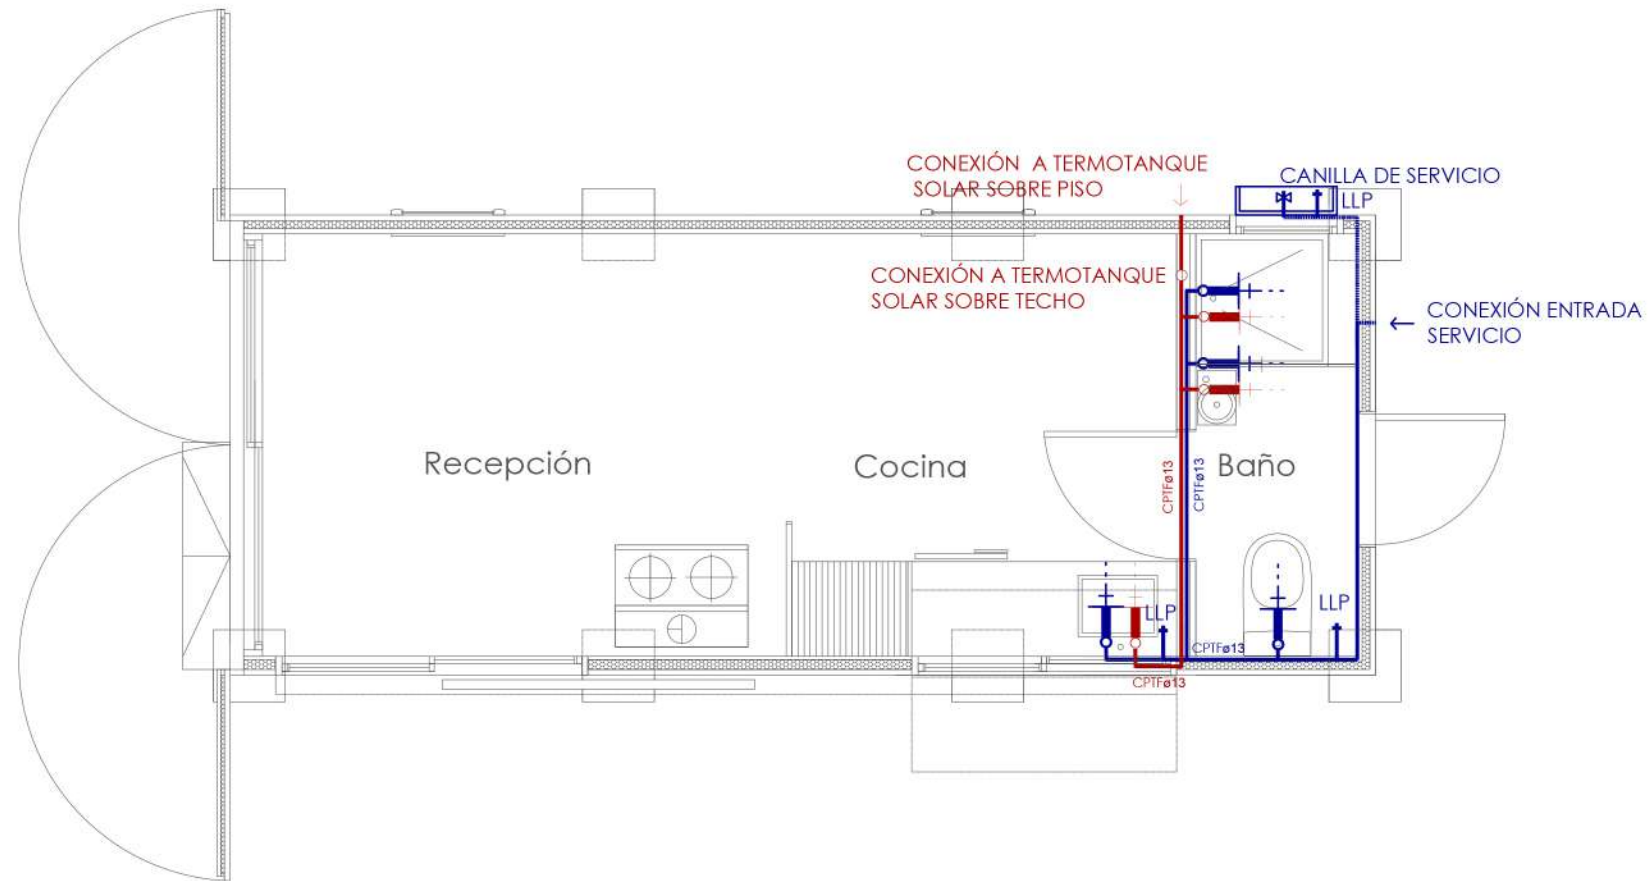 CONEXIÓN A TERMOTANQUE
SOLAR SOBRE PISO
CANILLA DE SERVICIO
LLP
CONEXIÓN A TERMOTANQUE
SOLAR SOBRE TECHO
CONEXIÓN ENTRADA
SERVICIO
Recepción
Cocina
CPTFø13
CPTFø13
Baño
LLP
LLP
CPTFø13
CPTFø13